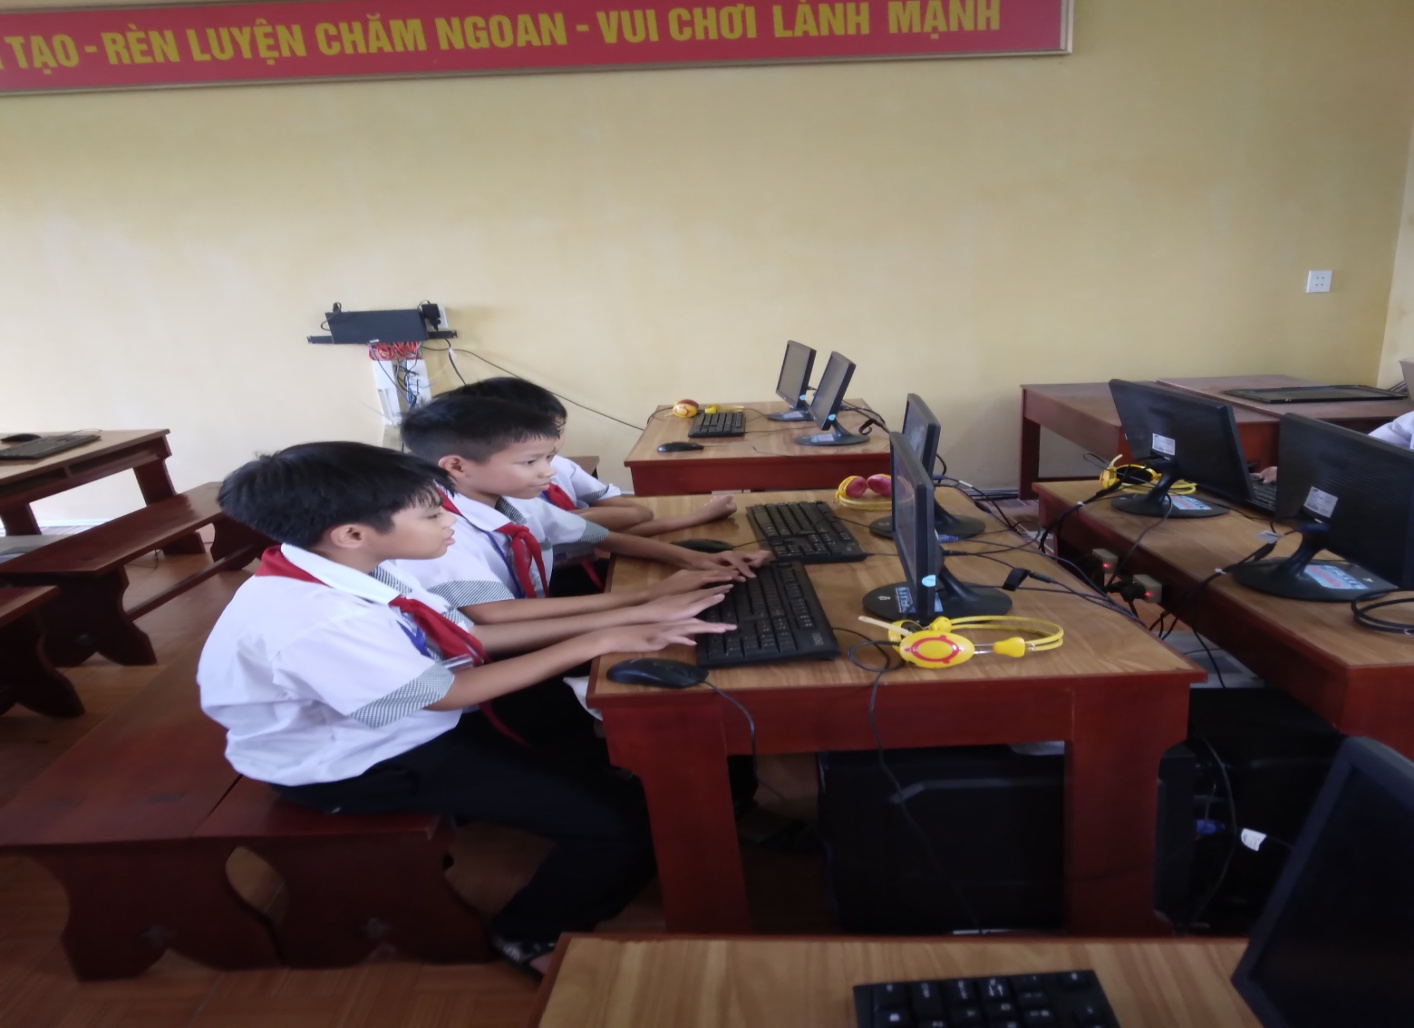 TẠO - RÈN LUYỆN CHĂM NGOAN - VUI CHƠI LÀNH MẠNH